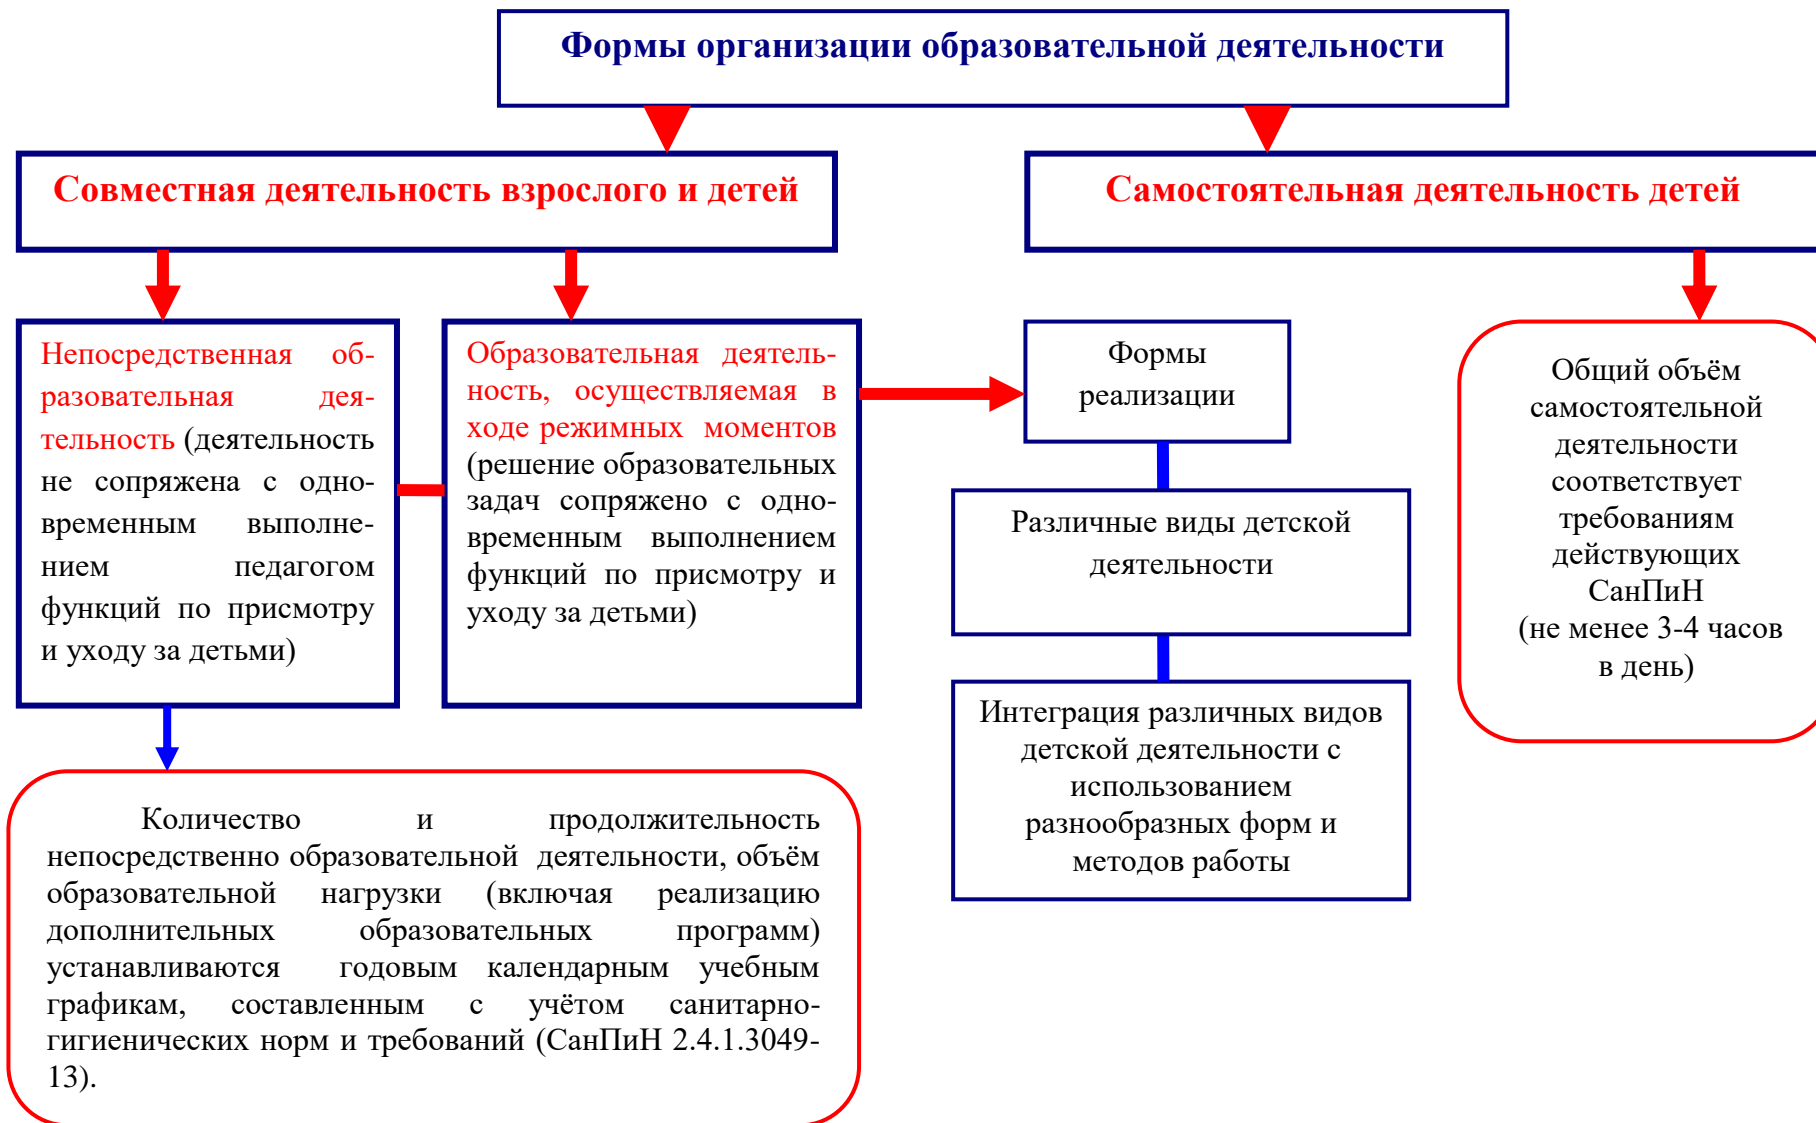 Формы организации образовательной деятельности
Совместная деятельность взрослого и детей
Самостоятельная деятельность детей
Непосредственная об-
разовательная дея-
тельность (деятельность
не сопряжена с одно-
временным выполне-
нием педагогом
функций по присмотру
и уходу за детьми)
Образовательная деятель-
ность, осуществляемая в
ходе режимных моментов
(решение образовательных
задач сопряжено с одно-
временным выполнением
функций по присмотру и
уходу за детьми)
Формы
реализации
Различные виды детской
деятельности
Интеграция различных видов
детской деятельности с
использованием
разнообразных форм и
методов работы
Общий объём
самостоятельной
деятельности
соответствует
требованиям
действующих
СанПиН
(не менее 3-4 часов
в день)
Количество и продолжительность
непосредственно образовательной деятельности, объём
образовательной нагрузки (включая реализацию
дополнительных образовательных программ)
устанавливаются годовым календарным учебным
графикам, составленным с учётом санитарно-
гигиенических норм и требований (СанПиН 2.4.1.3049-
13).